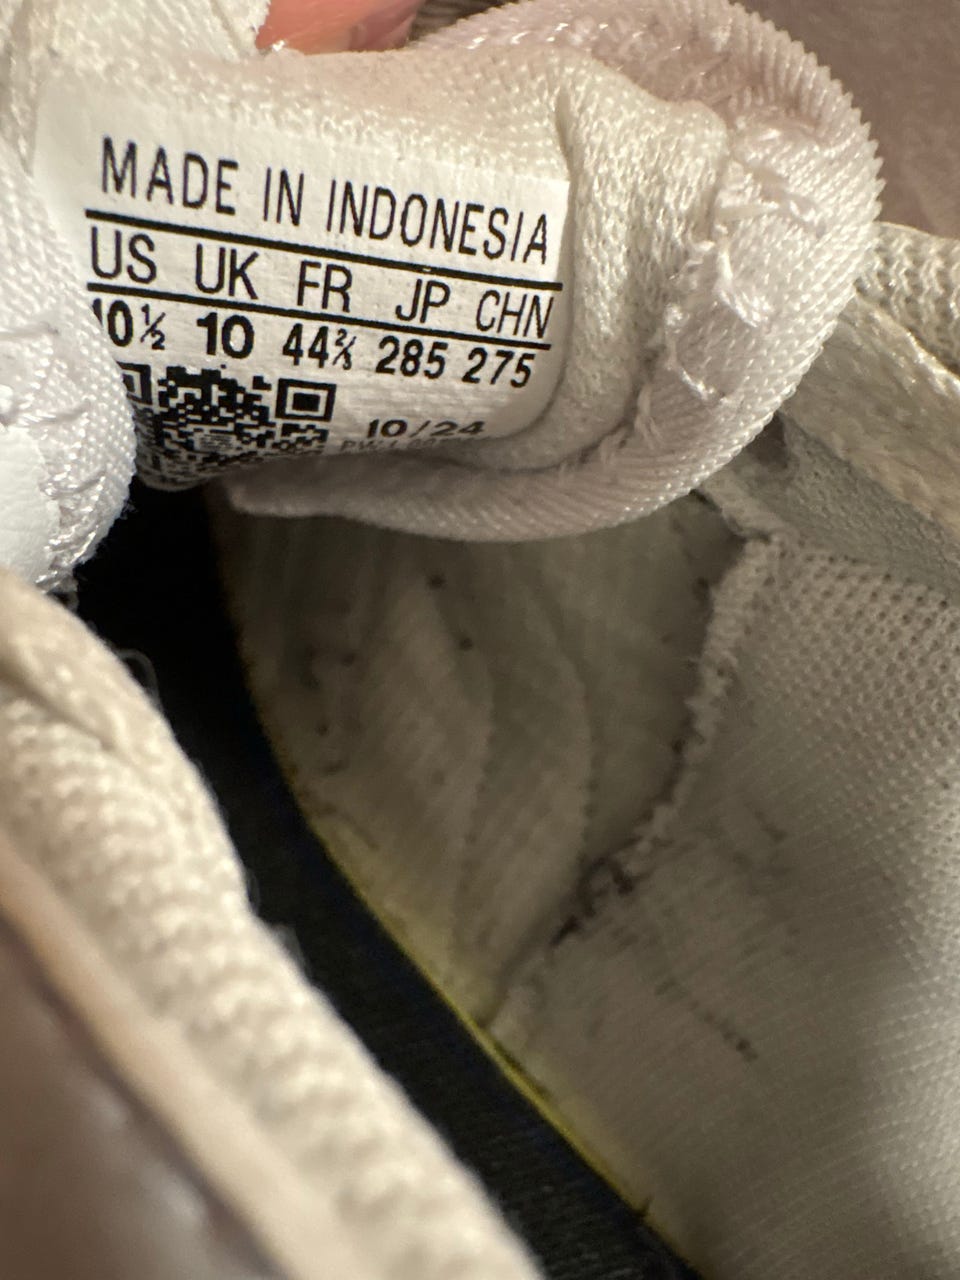 MADE IN INDONESIA
US UK FR JP CHN
10½ 10 44⅔ 285 275
10/24